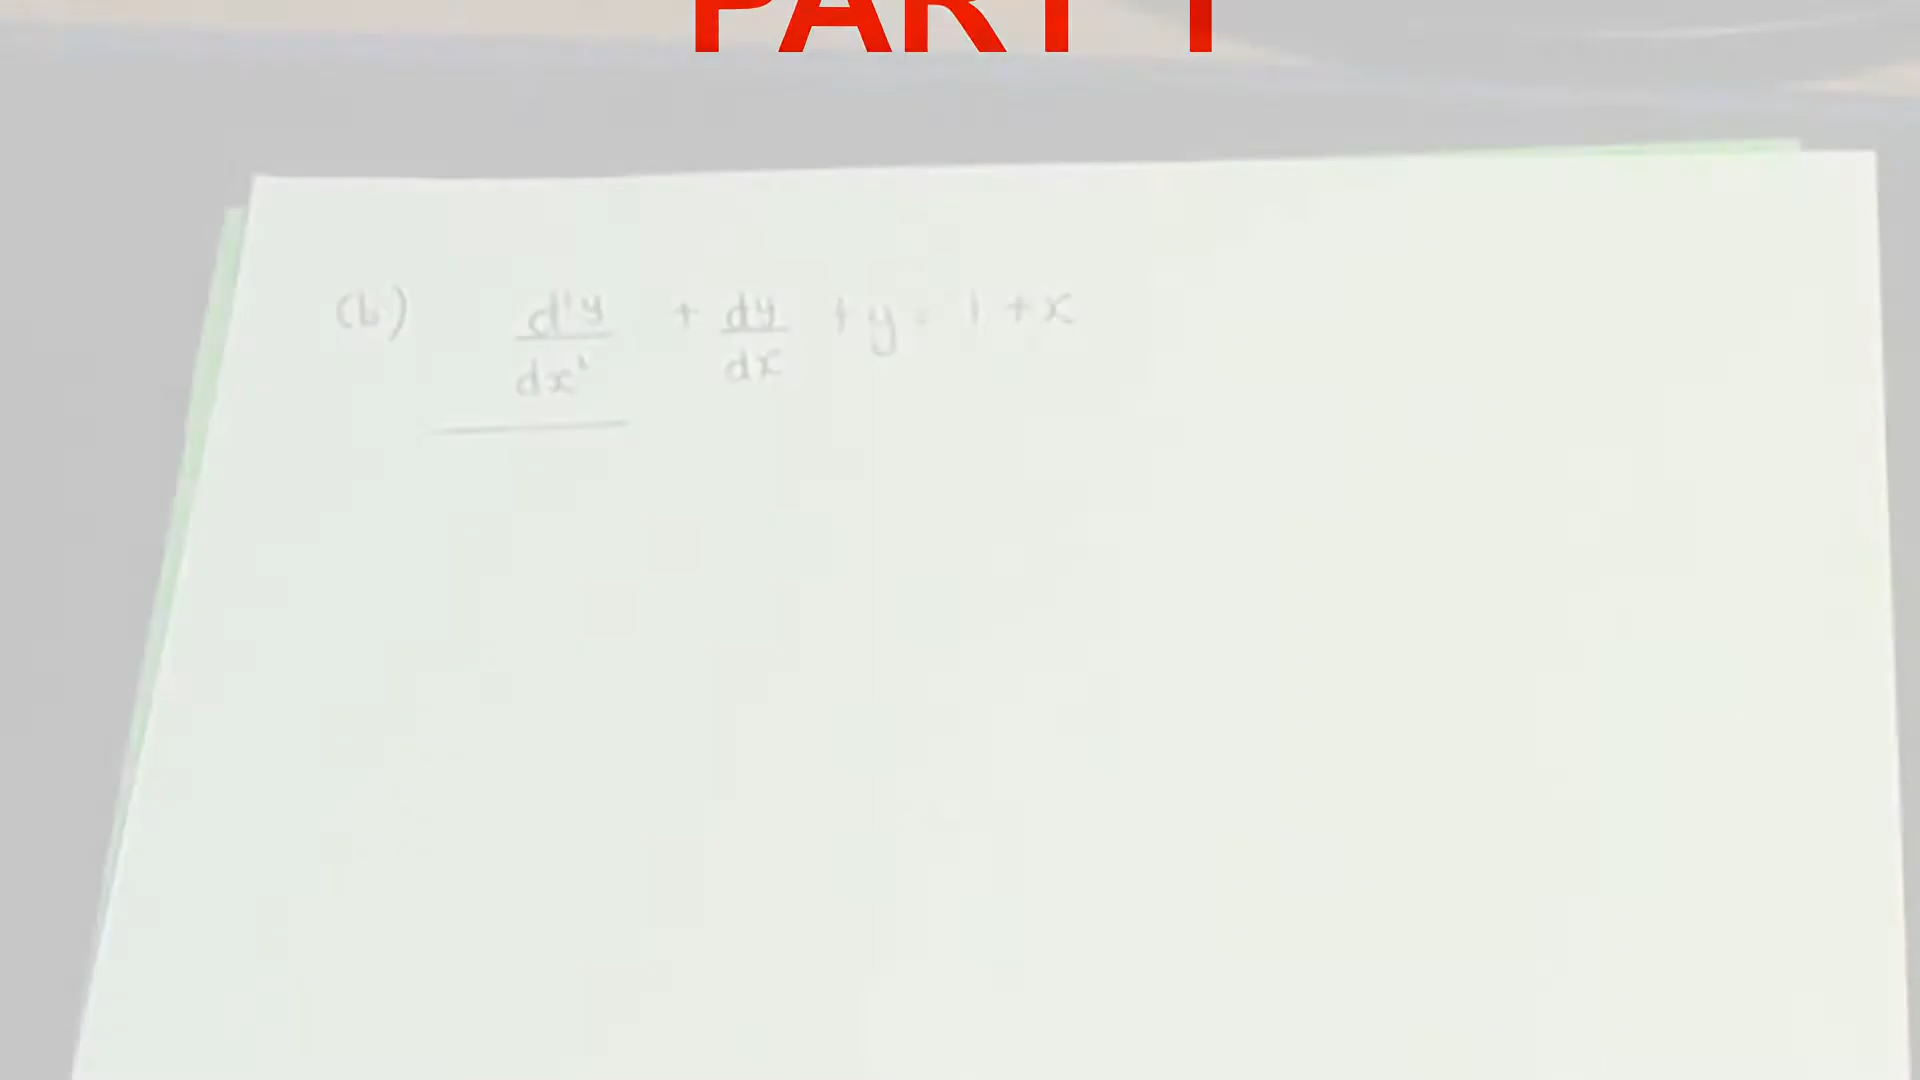 PART 1
(b) d²y/dx² + dy/dx + y = 1 + x